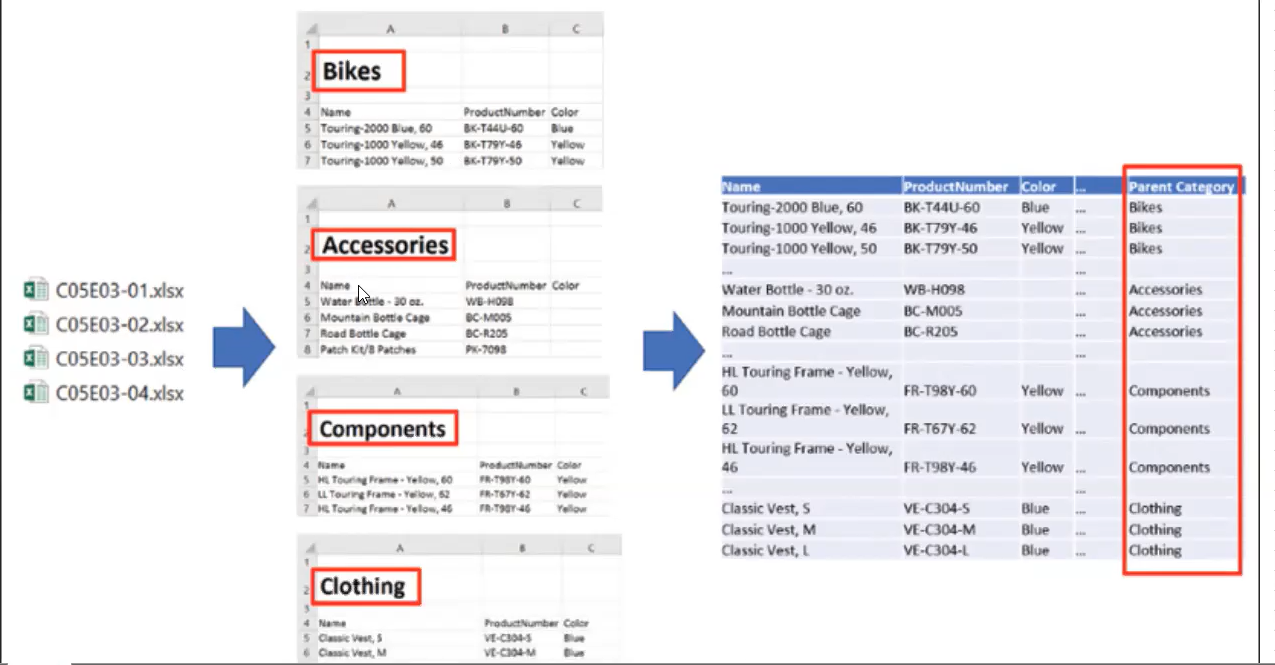 C05E03-01.xlsx
C05E03-02.xlsx
C05E03-03.xlsx
C05E03-04.xlsx
A B C
1
2 Bikes
3
4 Name ProductNumber Color
5 Touring-2000 Blue, 60 BK-T44U-60 Blue
6 Touring-1000 Yellow, 46 BK-T79Y-46 Yellow
7 Touring-1000 Yellow, 50 BK-T79Y-50 Yellow
A B C
1
2 Accessories
3
4 Name ProductNumber Color
5 Water Bottle - 30 oz. WB-H098
6 Mountain Bottle Cage BC-M005
7 Road Bottle Cage BC-R205
8 Patch Kit/8 Patches PK-7098
A B C
1
2 Components
3
4 Name ProductNumber Color
5 HL Touring Frame - Yellow, 60 FR-T98Y-60 Yellow
6 LL Touring Frame - Yellow, 62 FR-T67Y-62 Yellow
7 HL Touring Frame - Yellow, 46 FR-T98Y-46 Yellow
A B C
1
2 Clothing
3
4 Name ProductNumber Color
5 Classic Vest, S VE-C304-S Blue
6 Classic Vest, M VE-C304-M Blue
Name ProductNumber Color ... Parent Category
Touring-2000 Blue, 60 BK-T44U-60 Blue ... Bikes
Touring-1000 Yellow, 46 BK-T79Y-46 Yellow ... Bikes
Touring-1000 Yellow, 50 BK-T79Y-50 Yellow ... Bikes
... ...
Water Bottle - 30 oz. WB-H098 ... Accessories
Mountain Bottle Cage BC-M005 ... Accessories
Road Bottle Cage BC-R205 ... Accessories
... ...
HL Touring Frame - Yellow,
60 FR-T98Y-60 Yellow ... Components
LL Touring Frame - Yellow,
62 FR-T67Y-62 Yellow ... Components
HL Touring Frame - Yellow,
46 FR-T98Y-46 Yellow ... Components
... ...
Classic Vest, S VE-C304-S Blue ... Clothing
Classic Vest, M VE-C304-M Blue ... Clothing
Classic Vest, L VE-C304-L Blue ... Clothing